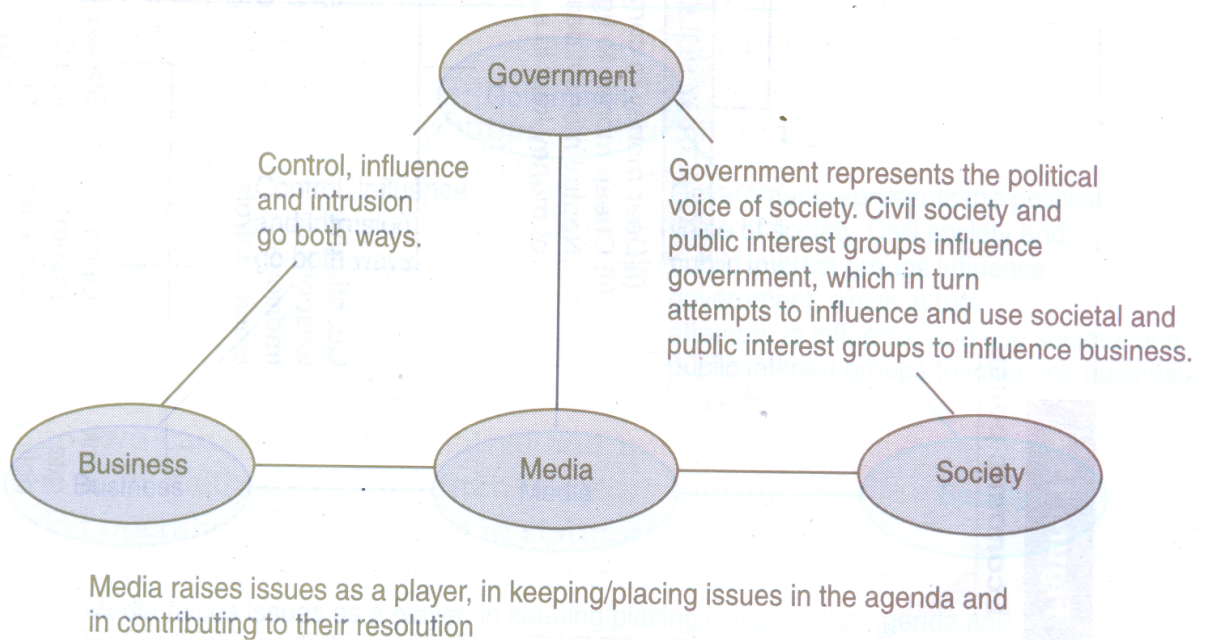 Government
Control, influence
and intrusion
go both ways.
Government represents the political
voice of society. Civil society and
public interest groups influence
government, which in turn
attempts to influence and use societal and
public interest groups to influence business.
Business
Media
Society
Media raises issues as a player, in keeping/placing issues in the agenda and
in contributing to their resolution